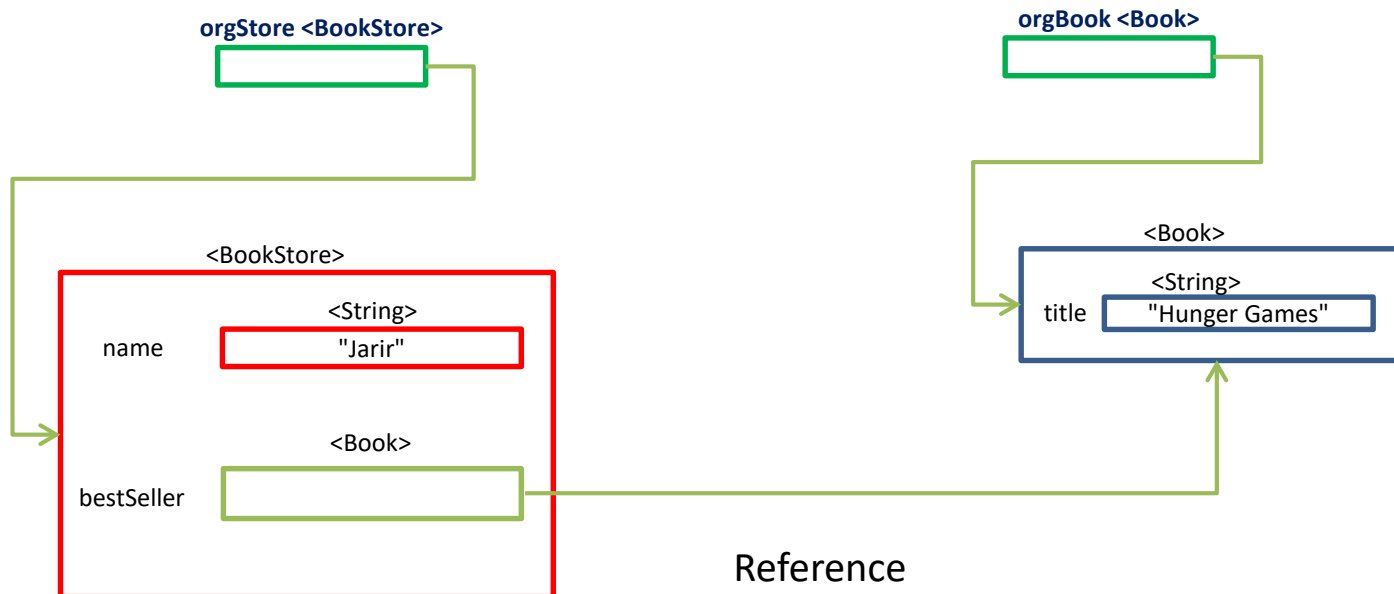 orgStore <BookStore>
orgBook <Book>
<BookStore>
<String>
name
"Jarir"
<Book>
bestSeller
<Book>
<String>
title
"Hunger Games"
Reference